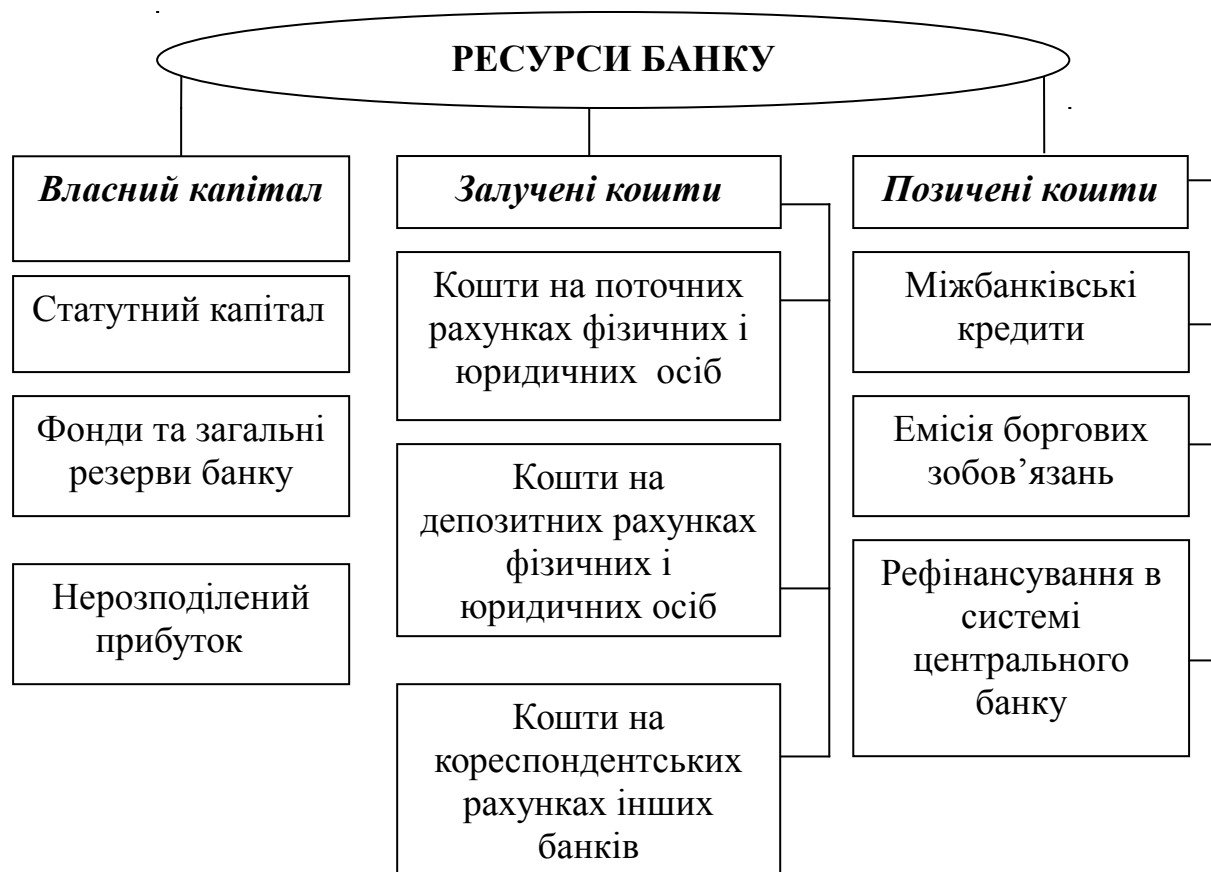 РЕСУРСИ БАНКУ
Власний капітал
Статутний капітал
Фонди та загальні
резерви банку
Нерозподілений
прибуток
Залучені кошти
Кошти на поточних
рахунках фізичних і
юридичних осіб
Кошти на
депозитних рахунках
фізичних і
юридичних осіб
Кошти на
кореспондентських
рахунках інших
банків
Позичені кошти
Міжбанківські
кредити
Емісія боргових
зобов’язань
Рефінансування в
системі
центрального
банку